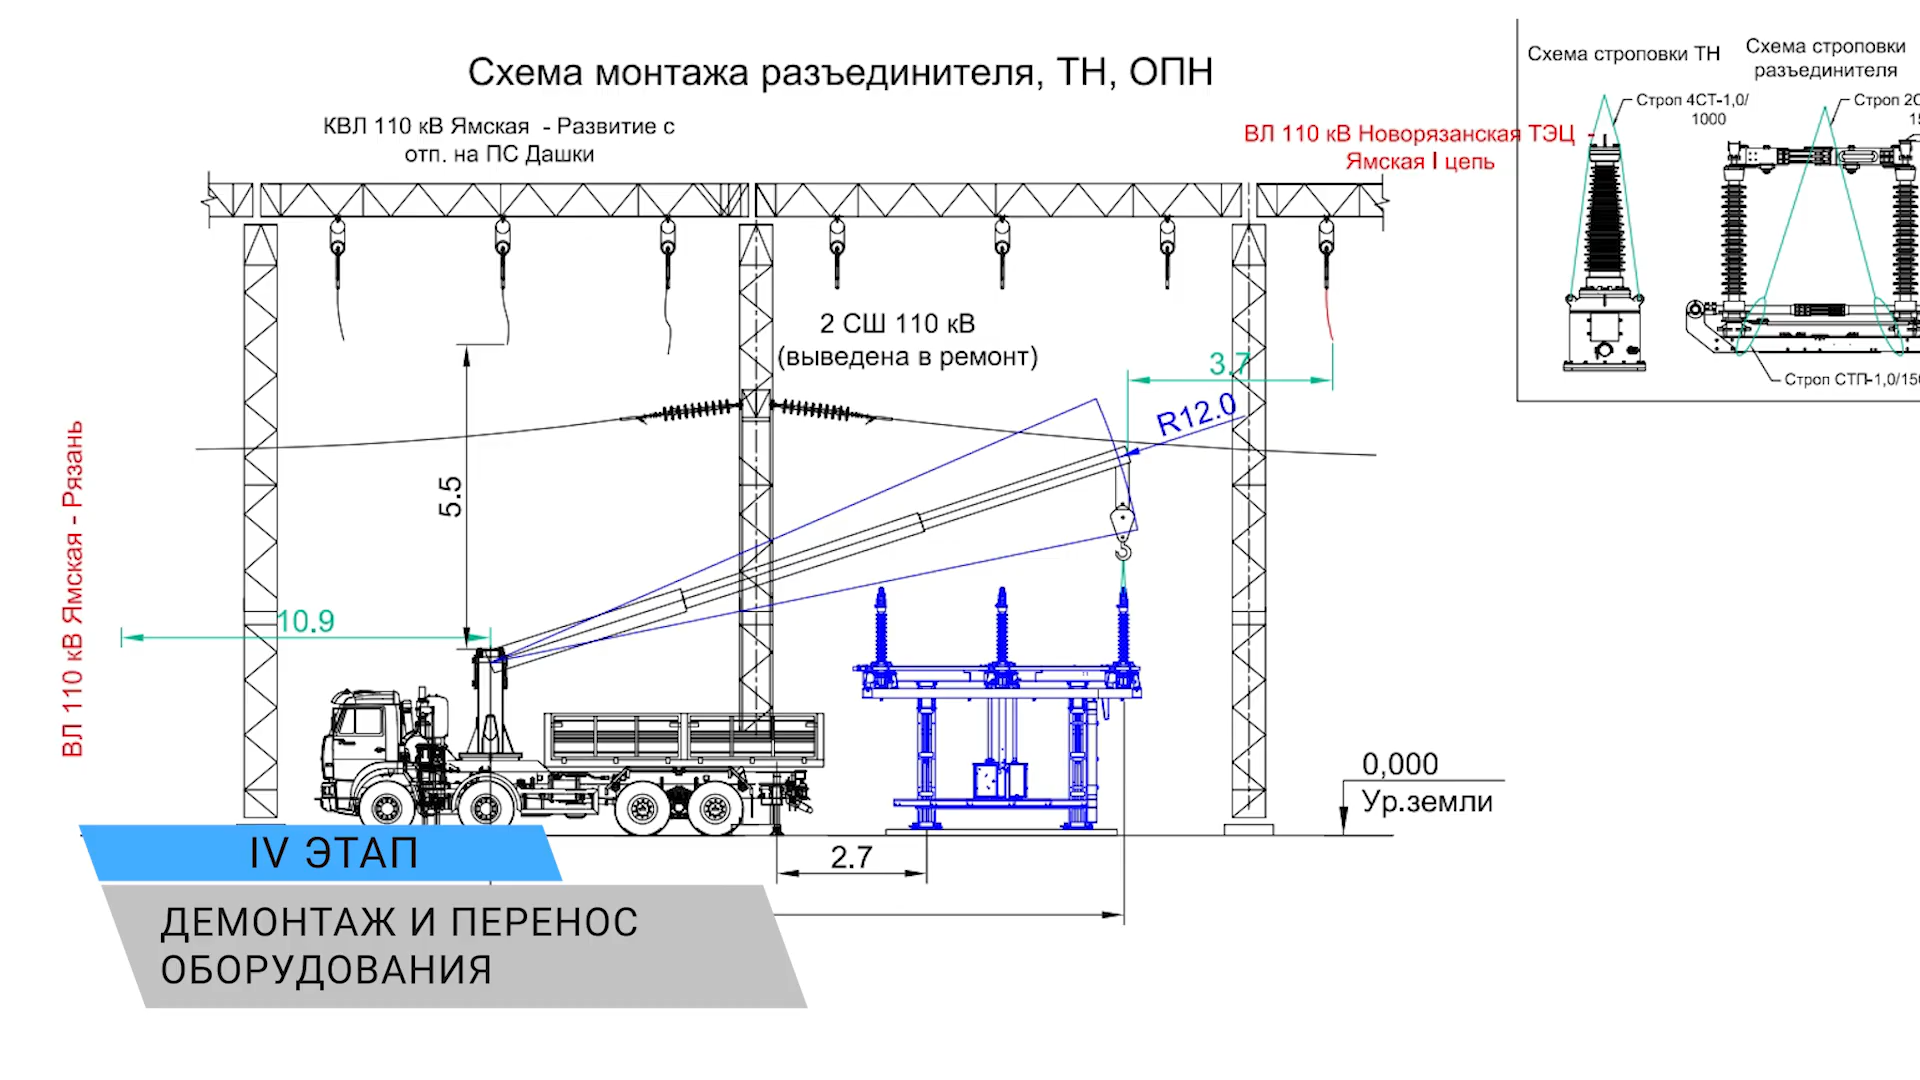 Схема монтажа разъединителя, ТН, ОПН
КВЛ 110 кВ Ямская - Развитие с
отп. на ПС Дашки
ВЛ 110 кВ Новорязанская ТЭЦ -
Ямская I цепь
Схема строповки ТН
Схема строповки
разъединителя
Строп 4СТ-1,0/
1000
Строп
Строп СТП-1,0/150
2 СШ 110 кВ
(выведена в ремонт)
3.7
R12.0
5.5
10.9
ВЛ 110 кВ Ямская - Рязань
0,000
Ур.земли
2.7
IV ЭТАП
ДЕМОНТАЖ И ПЕРЕНОС
ОБОРУДОВАНИЯ